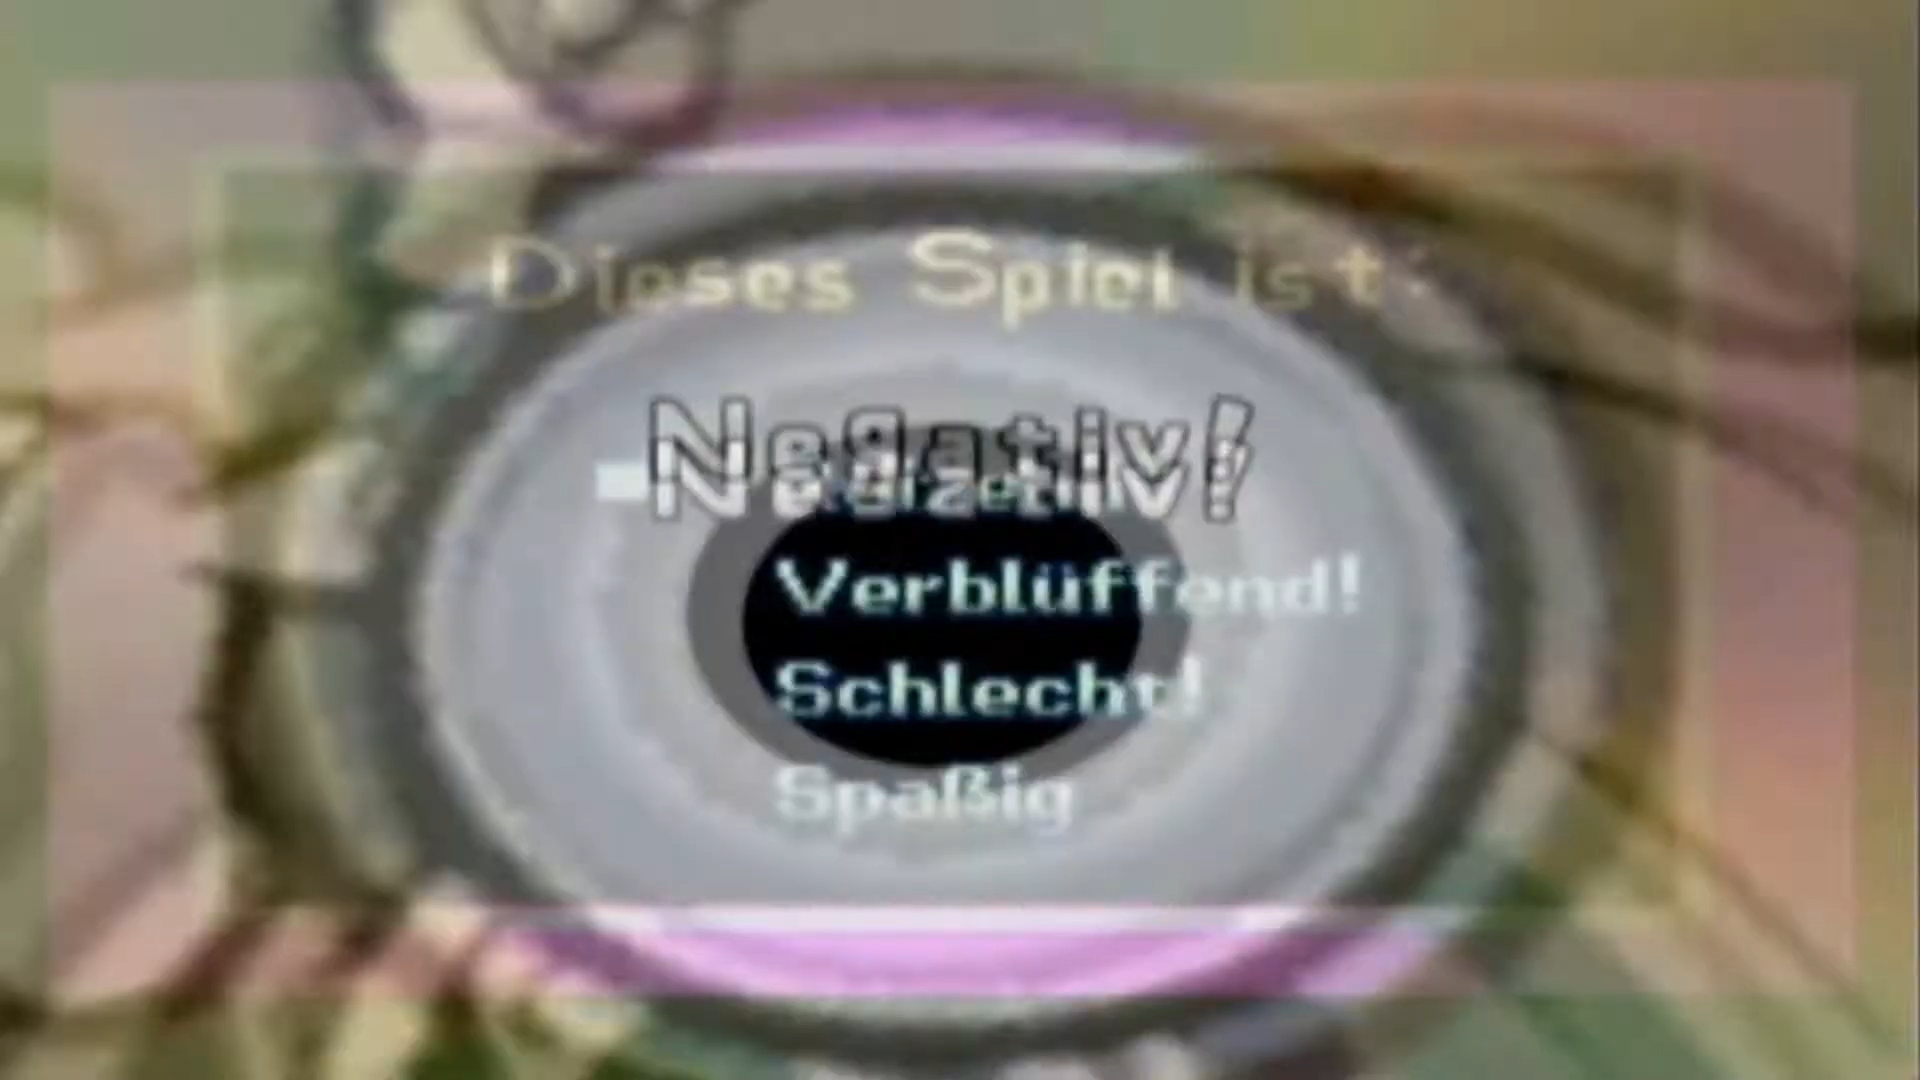 Dieses Spiel ist:
Negativ!
Verblüffend!
Schlecht!
Spaßig